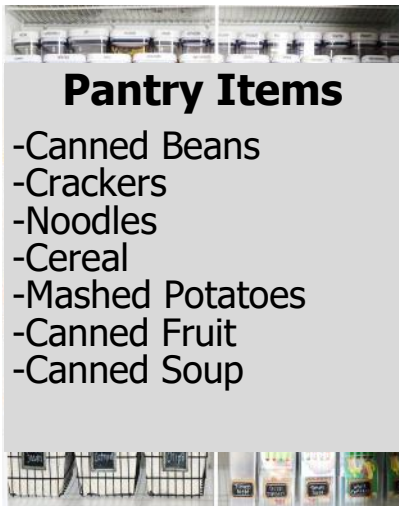 Pantry Items
-Canned Beans
-Crackers
-Noodles
-Cereal
-Mashed Potatoes
-Canned Fruit
-Canned Soup